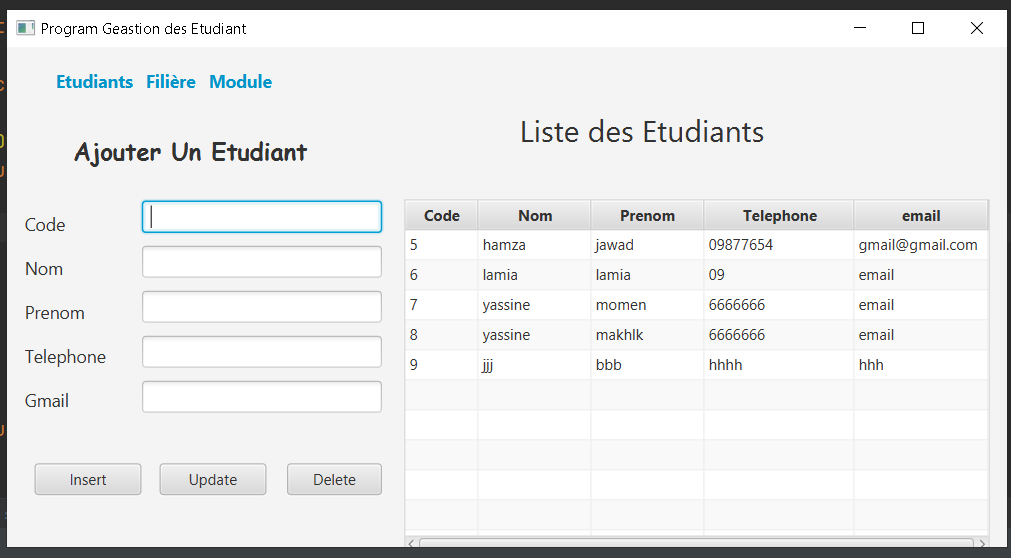 Program Geastion des Etudiant
Etudiants Filière Module
Ajouter Un Etudiant
Liste des Etudiants
Code
Nom
Prenom
Telephone
Gmail
Insert Update Delete
Code Nom Prenom Telephone email
5 hamza jawad 09877654 gmail@gmail.com
6 lamia lamia 09 email
7 yassine momen 6666666 email
8 yassine makhlk 6666666 email
9 jjj bbb hhhh hhh